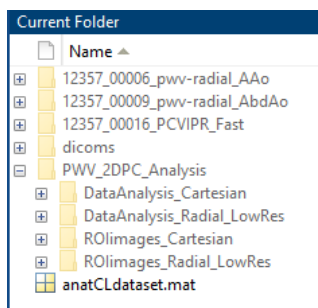 Current Folder
Name
12357_00006_pwv-radial_AAo
12357_00009_pwv-radial_AbdAo
12357_00016_PCVIPR_Fast
dicoms
PWV_2DPC_Analysis
DataAnalysis_Cartesian
DataAnalysis_Radial_LowRes
ROIimages_Cartesian
ROIimages_Radial_LowRes
anatCLdataset.mat